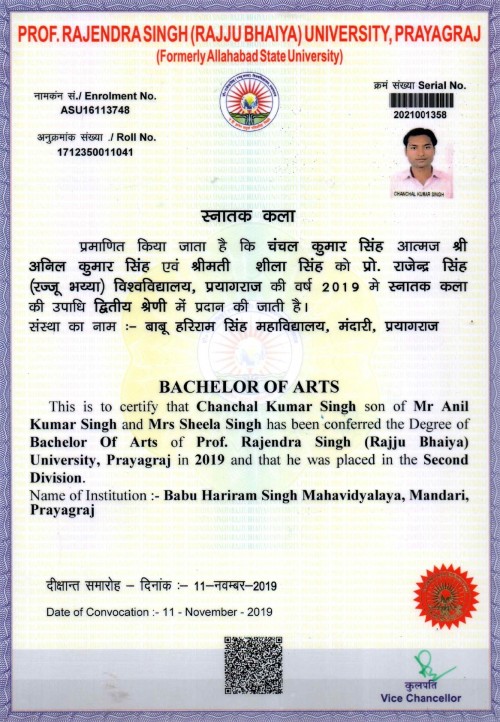 PROF. RAJENDRA SINGH (RAJJU BHAIYA) UNIVERSITY, PRAYAGRAJ
(Formerly Allahabad State University)
नामकंन सं./ Enrolment No.
ASU16113748
अनुक्रमांक संख्या ./ Roll No.
1712350011041
क्रमं संख्या Serial No.
2021001358
CHANCHAL KUMAR SINGH
स्नातक कला
प्रमाणित किया जाता है कि चंचल कुमार सिंह आत्मज श्री
अनिल कुमार सिंह एवं श्रीमती शीला सिंह को प्रो. राजेन्द्र सिंह
(रज्जू भय्या) विश्वविद्यालय, प्रयागराज की वर्ष 2019 मे स्नातक कला
की उपाधि द्वितीय श्रेणी में प्रदान की जाती है।
संस्था का नाम :- बाबू हरिराम सिंह महाविद्यालय, मंदारी, प्रयागराज
BACHELOR OF ARTS
This is to certify that Chanchal Kumar Singh son of Mr Anil
Kumar Singh and Mrs Sheela Singh has been conferred the Degree of
Bachelor Of Arts of Prof. Rajendra Singh (Rajju Bhaiya)
University, Prayagraj in 2019 and that he was placed in the Second
Division.
Name of Institution :- Babu Hariram Singh Mahavidyalaya, Mandari,
Prayagraj
दीक्षान्त समारोह - दिनांक :- 11-नवम्बर-2019
Date of Convocation :- 11 - November - 2019
कुलपति
Vice Chancellor